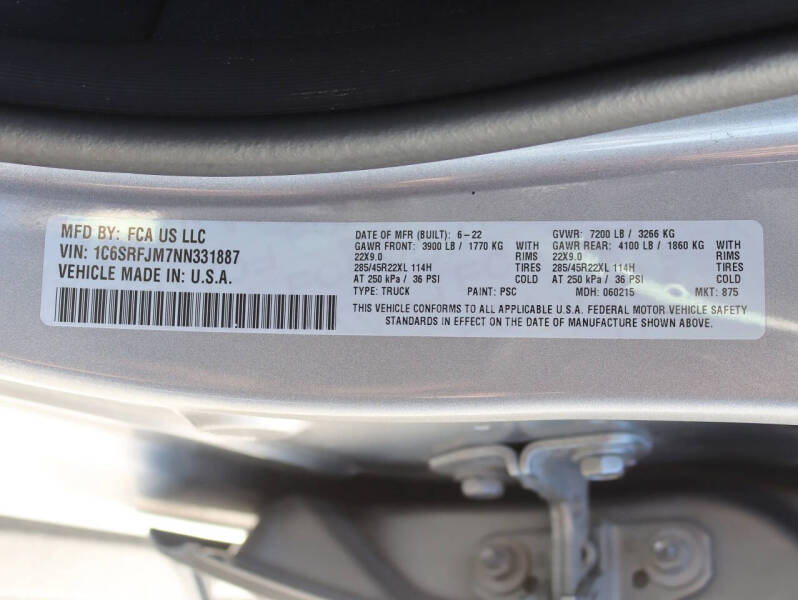 MFD BY: FCA US LLC
VIN: 1C6SRFJM7NN331887
VEHICLE MADE IN: U.S.A.
DATE OF MFR (BUILT): 6-22 GVWR: 7200 LB / 3266 KG
GAWR FRONT: 3900 LB / 1770 KG WITH GAWR REAR: 4100 LB / 1860 KG WITH
22X9.0 RIMS 22X9.0 RIMS
285/45R22XL 114H TIRES 285/45R22XL 114H TIRES
AT 250 kPa / 36 PSI COLD AT 250 kPa / 36 PSI COLD
TYPE: TRUCK PAINT: PSC MDH: 060215 MKT: 875
THIS VEHICLE CONFORMS TO ALL APPLICABLE U.S.A. FEDERAL MOTOR VEHICLE SAFETY
STANDARDS IN EFFECT ON THE DATE OF MANUFACTURE SHOWN ABOVE.